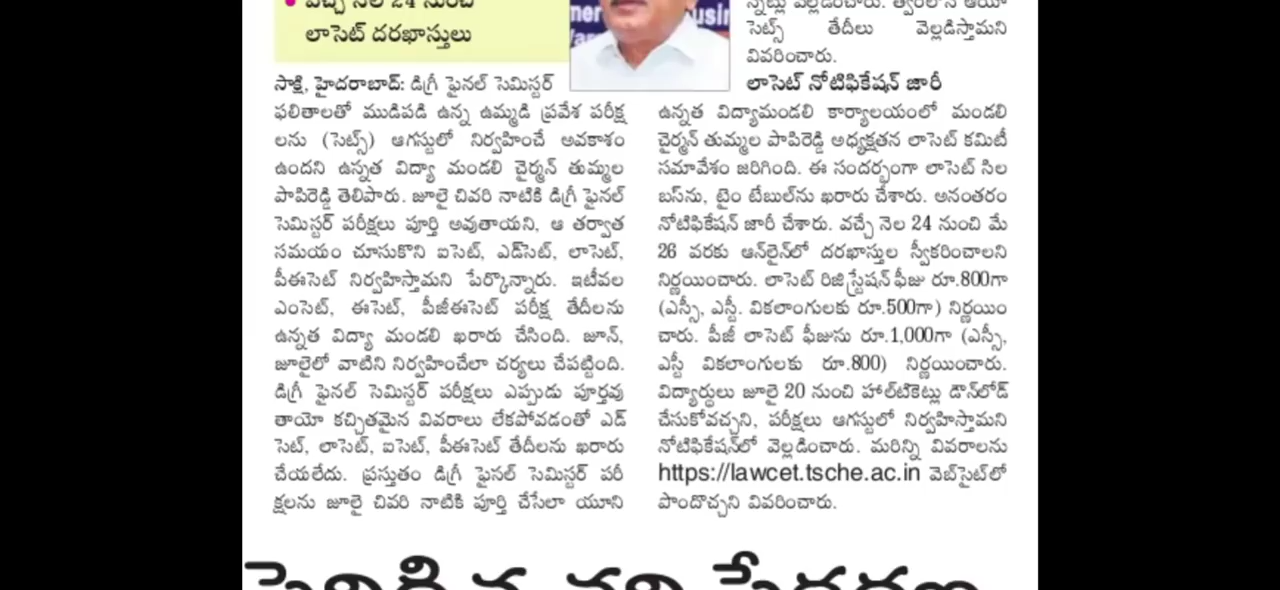 వచ్చే నెల 24 నుంచి
లాసెట్ దరఖాస్తులు
సాక్షి, హైదరాబాద్: డిగ్రీ ఫైనల్ సెమిస్టర్
ఫలితాలతో ముడిపడి ఉన్న ఉమ్మడి ప్రవేశ పరీక్ష
లను (సెట్స్) ఆగస్టులో నిర్వహించే అవకాశం
ఉందని ఉన్నత విద్యా మండలి చైర్మన్ తుమ్మల
పాపిరెడ్డి తెలిపారు. జూలై చివరి నాటికి డిగ్రీ ఫైనల్
సెమిస్టర్ పరీక్షలు పూర్తి అవుతాయని, ఆ తర్వాత
సమయం చూసుకొని ఐసెట్, ఎడ్‌సెట్, లాసెట్,
పీఈసెట్ నిర్వహిస్తామని పేర్కొన్నారు. ఇటీవల
ఎంసెట్, ఈసెట్, పీజీఈసెట్ పరీక్ష తేదీలను
ఉన్నత విద్యా మండలి ఖరారు చేసింది. జూన్,
జూలైలో వాటిని నిర్వహించేలా చర్యలు చేపట్టింది.
డిగ్రీ ఫైనల్ సెమిస్టర్ పరీక్షలు ఎప్పుడు పూర్తవు
తాయో కచ్చితమైన వివరాలు లేకపోవడంతో ఎడ్
సెట్, లాసెట్, ఐసెట్, పీఈసెట్ తేదీలను ఖరారు
చేయలేదు. ప్రస్తుతం డిగ్రీ ఫైనల్ సెమిస్టర్ పరీ
క్షలను జూలై చివరి నాటికి పూర్తి చేసేలా యూని
న్నట్లు వెల్లడించారు. త్వరలోనే ఆయా
సెట్స్ తేదీలు వెల్లడిస్తామని
వివరించారు.
లాసెట్ నోటిఫికేషన్ జారీ
ఉన్నత విద్యామండలి కార్యాలయంలో మండలి
చైర్మన్ తుమ్మల పాపిరెడ్డి అధ్యక్షతన లాసెట్ కమిటీ
సమావేశం జరిగింది. ఈ సందర్భంగా లాసెట్ సిల
బస్‌ను, టైం టేబుల్‌ను ఖరారు చేశారు. అనంతరం
నోటిఫికేషన్ జారీ చేశారు. వచ్చే నెల 24 నుంచి మే
26 వరకు ఆన్‌లైన్‌లో దరఖాస్తుల స్వీకరించాలని
నిర్ణయించారు. లాసెట్ రిజిస్ట్రేషన్ ఫీజు రూ.800గా
(ఎస్సీ, ఎస్టీ. వికలాంగులకు రూ.500గా) నిర్ణయిం
చారు. పీజీ లాసెట్ ఫీజును రూ.1,000గా (ఎస్సీ,
ఎస్టీ వికలాంగులకు రూ.800) నిర్ణయించారు.
విద్యార్థులు జూలై 20 నుంచి హాల్‌టికెట్లు డౌన్‌లోడ్
చేసుకోవచ్చని, పరీక్షలు ఆగస్టులో నిర్వహిస్తామని
నోటిఫికేషన్‌లో వెల్లడించారు. మరిన్ని వివరాలను
https://lawcet.tsche.ac.in వెబ్‌సైట్‌లో
పొందొచ్చని వివరించారు.